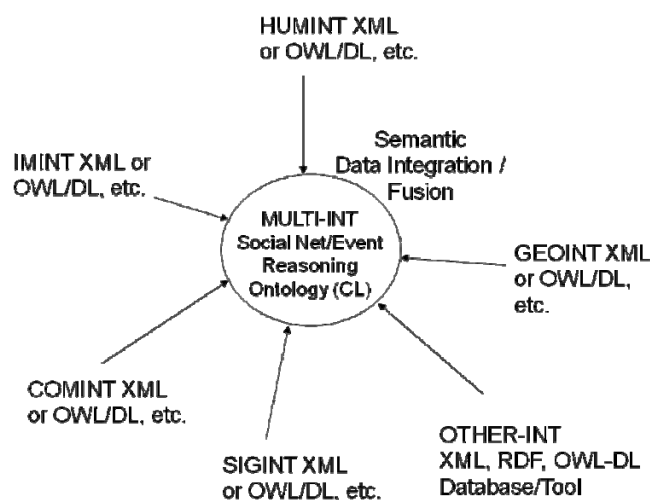 HUMINT XML
or OWL/DL, etc.
Semantic
Data Integration /
Fusion
IMINT XML or
OWL/DL, etc.
MULTI-INT
Social Net/Event
Reasoning
Ontology (CL)
GEOINT XML
or OWL/DL,
etc.
COMINT XML
or OWL/DL, etc.
SIGINT XML
or OWL/DL, etc.
OTHER-INT
XML, RDF, OWL-DL
Database/Tool